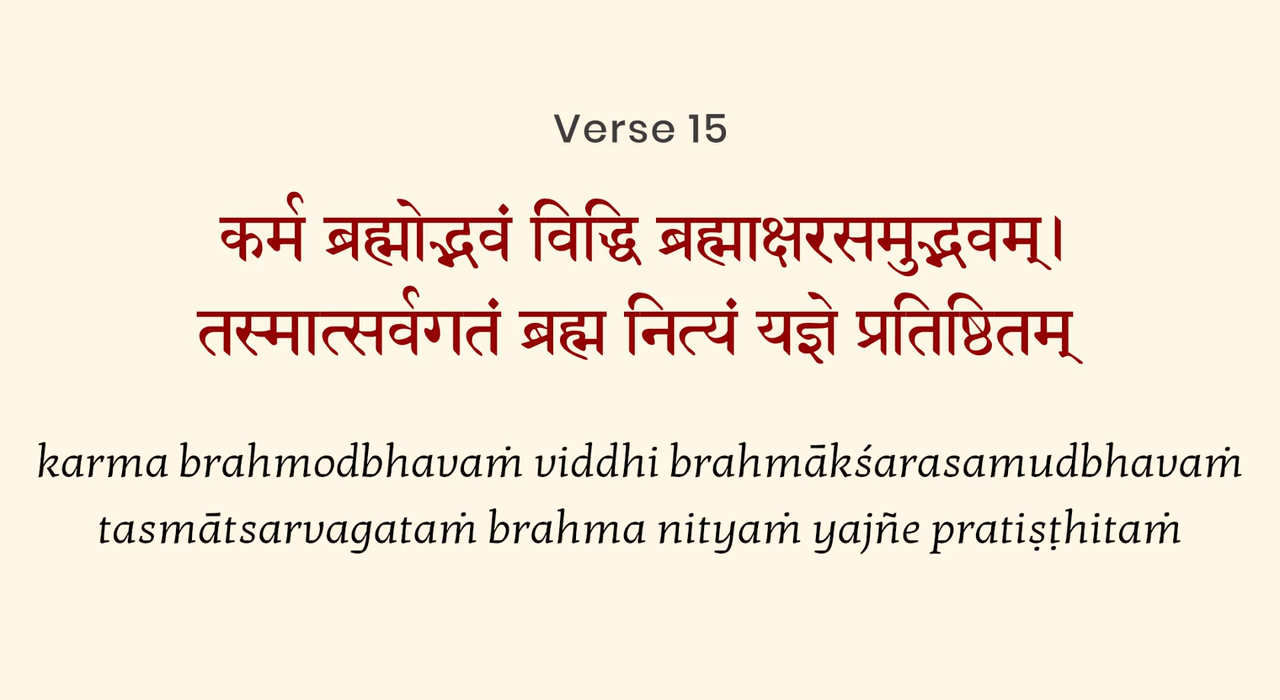 Verse 15
कर्म ब्रह्मोद्भवं विद्धि ब्रह्माक्षरसमुद्भवम्।
तस्मात्सर्वगतं ब्रह्म नित्यं यज्ञे प्रतिष्ठितम्
karma brahmodbhavaṁ viddhi brahmākśarasamudbhavaṁ
tasmātsarvagataṁ brahma nityaṁ yajñe pratiṣṭhitaṁ